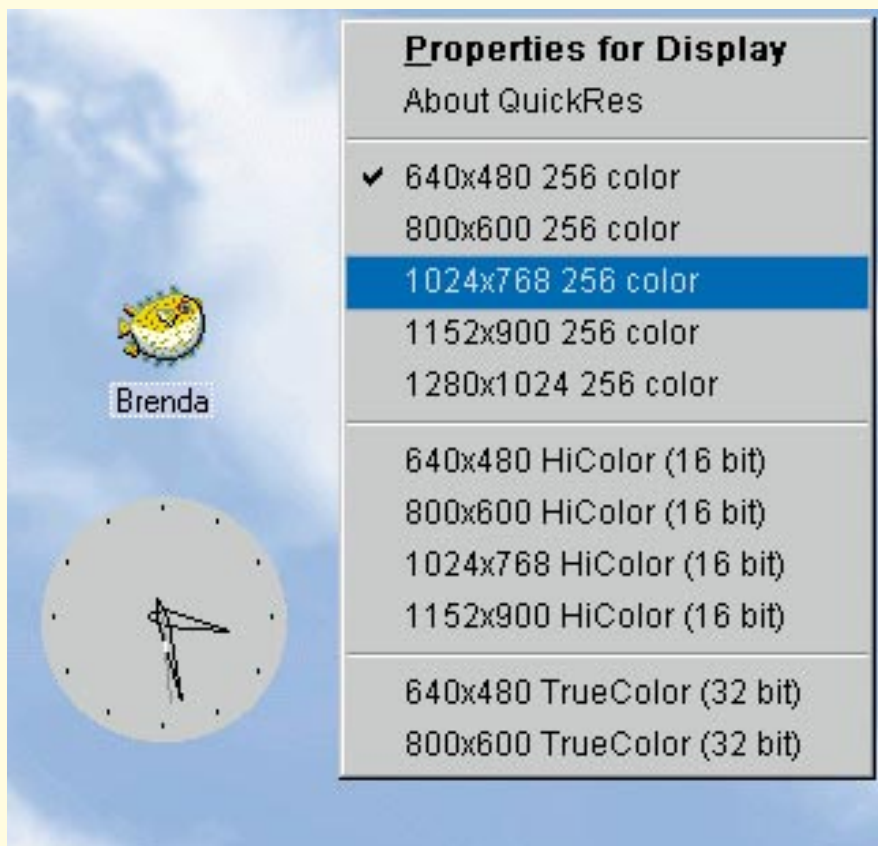 Properties for Display
About QuickRes
640x480 256 color
800x600 256 color
1024x768 256 color
1152x900 256 color
1280x1024 256 color
640x480 HiColor (16 bit)
800x600 HiColor (16 bit)
1024x768 HiColor (16 bit)
1152x900 HiColor (16 bit)
640x480 TrueColor (32 bit)
800x600 TrueColor (32 bit)
Brenda